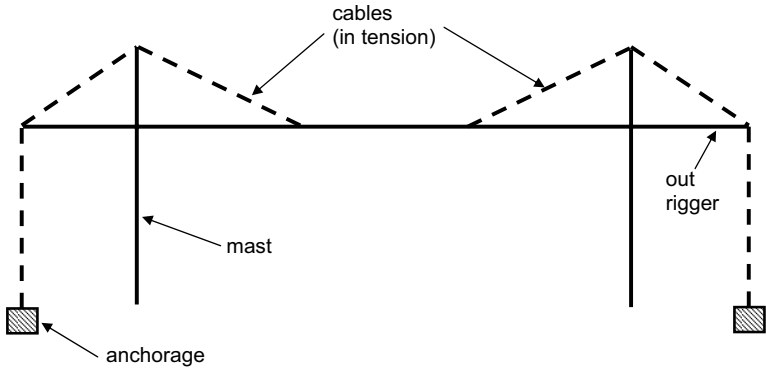 cables
(in tension)
out
rigger
mast
anchorage